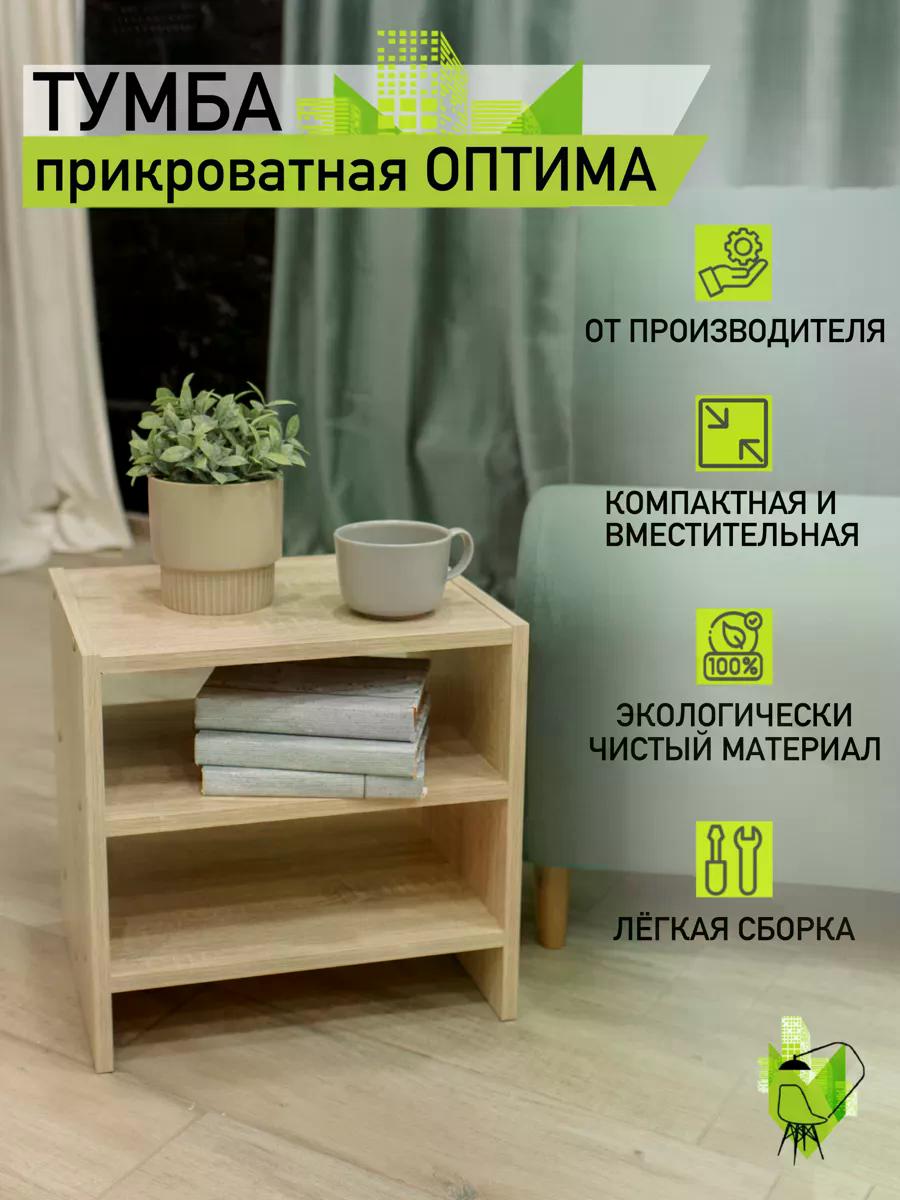 ТУМБА
прикроватная ОПТИМА
ОТ ПРОИЗВОДИТЕЛЯ
КОМПАКТНАЯ И
ВМЕСТИТЕЛЬНАЯ
100%
ЭКОЛОГИЧЕСКИ
ЧИСТЫЙ МАТЕРИАЛ
ЛЁГКАЯ СБОРКА